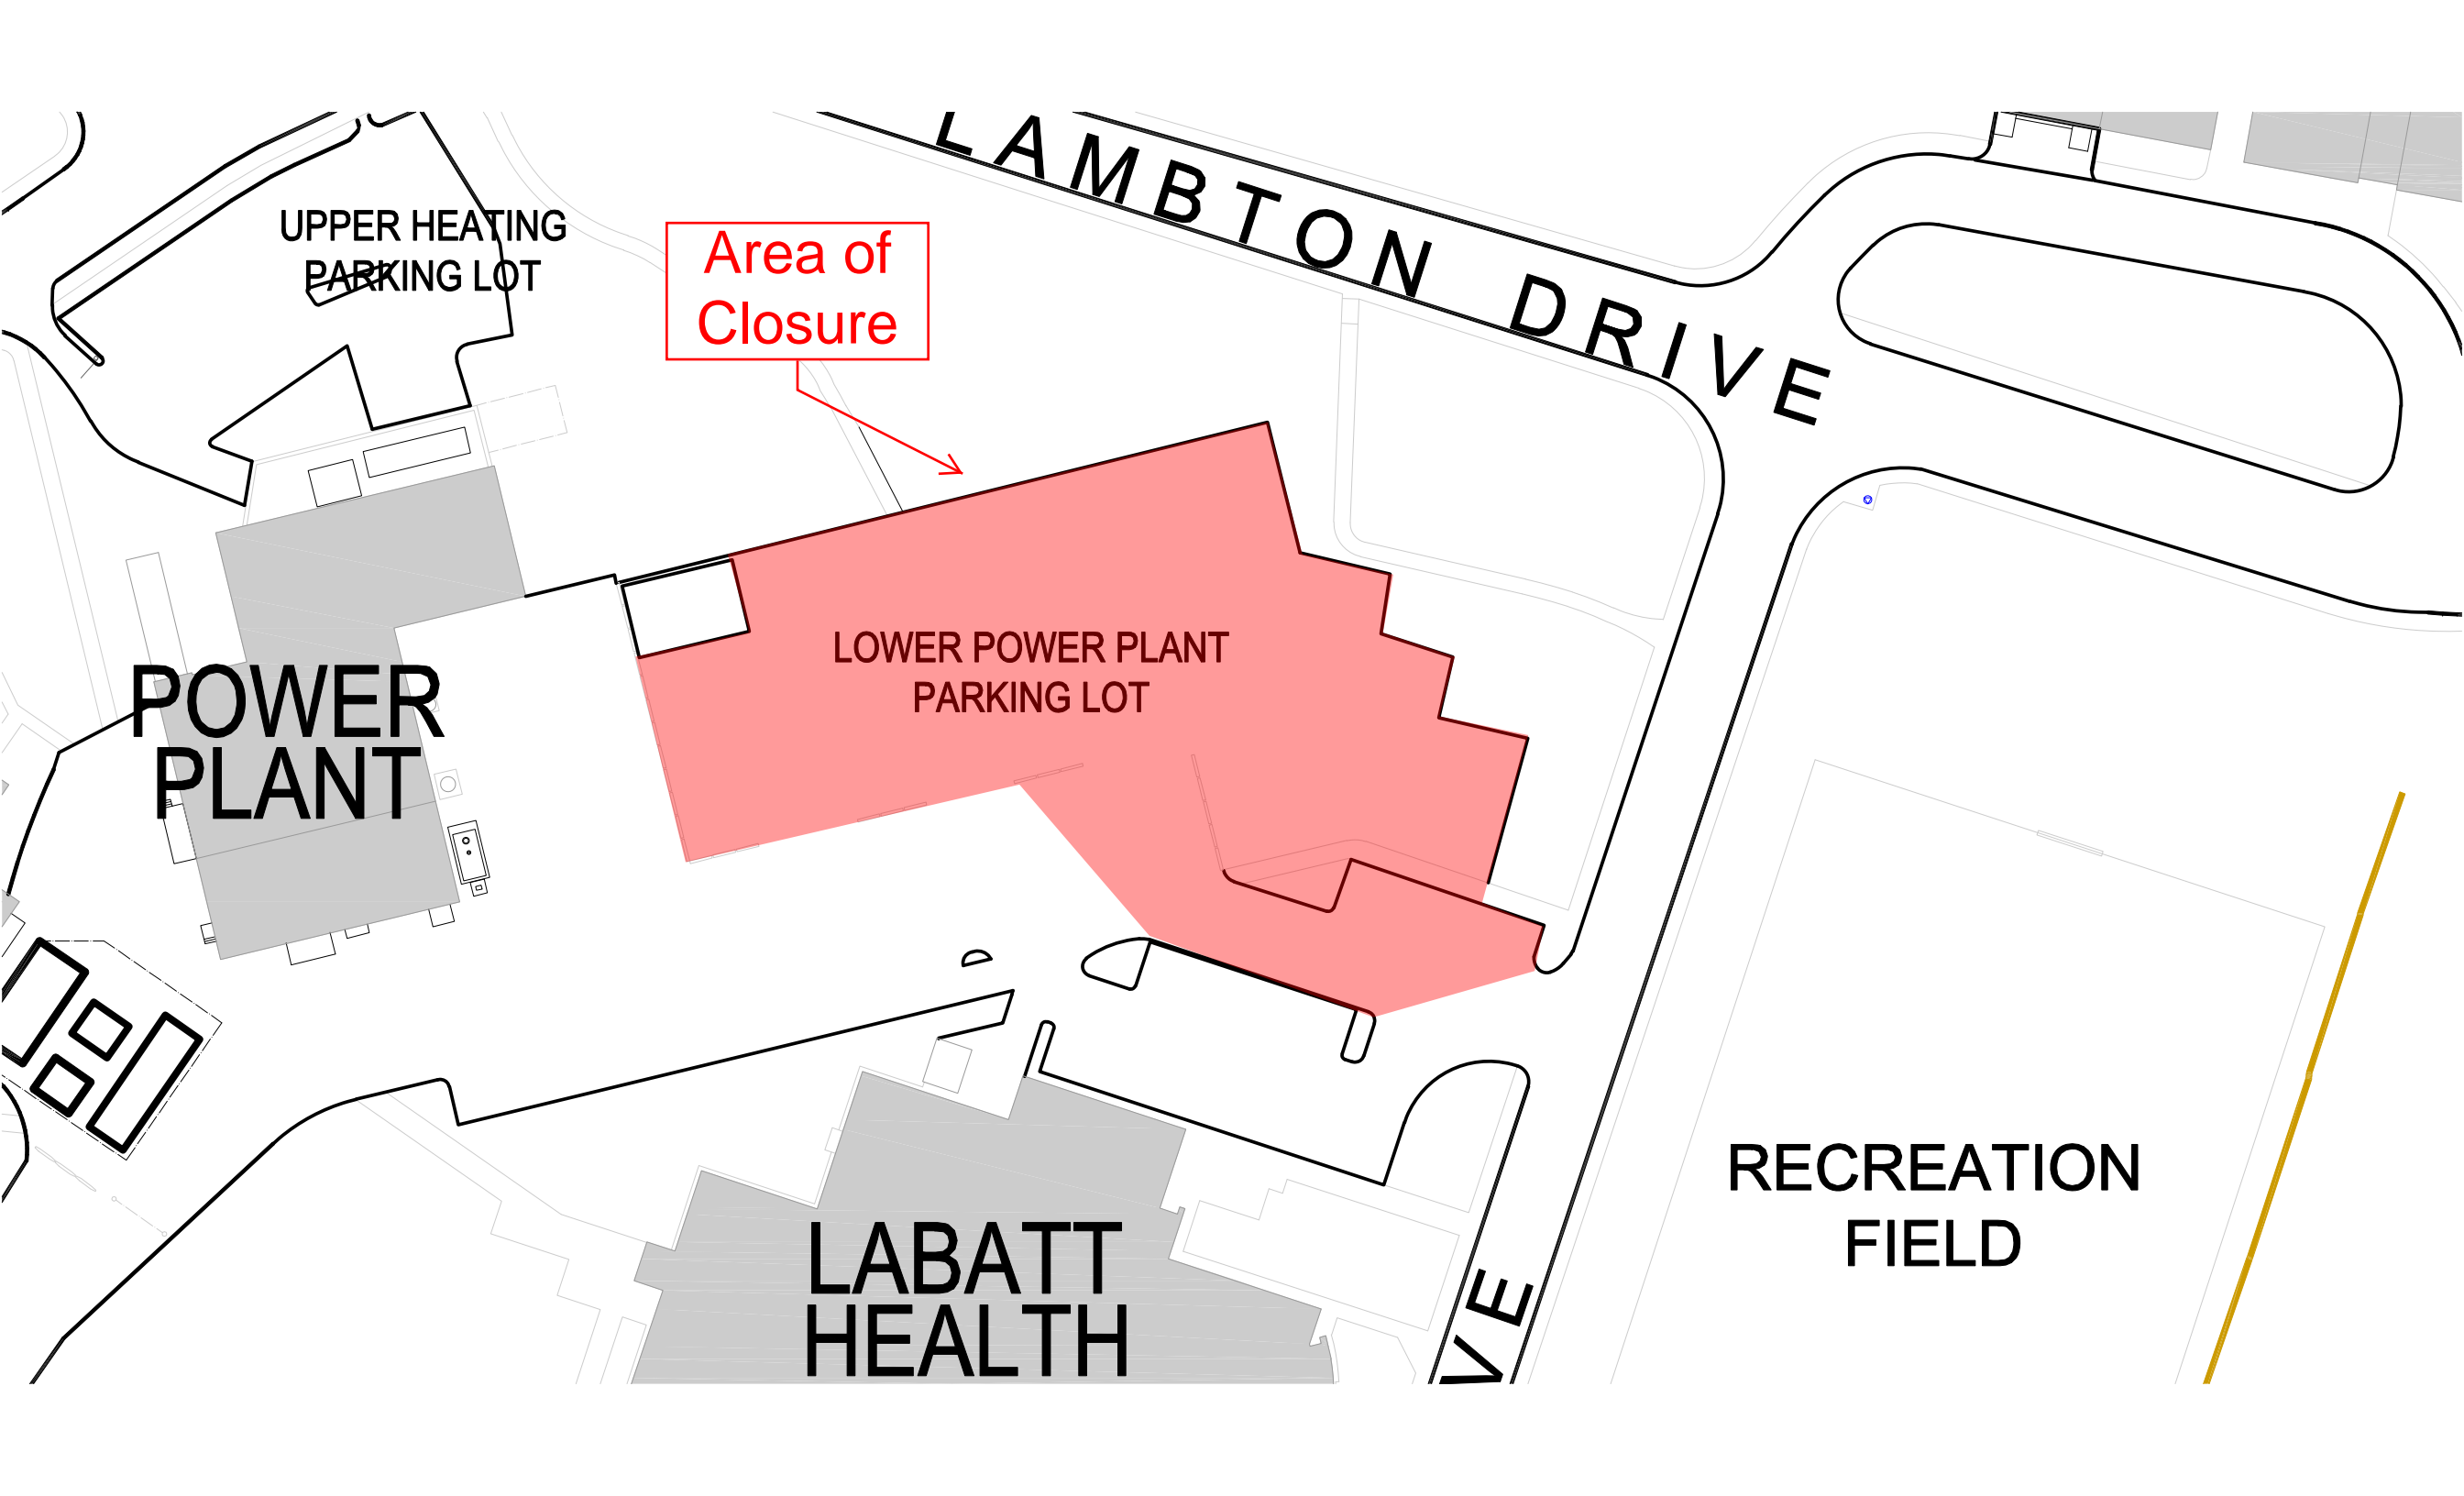 LAMBTON DRIVE
UPPER HEATING
PARKING LOT
Area of
Closure
LOWER POWER PLANT
PARKING LOT
POWER
PLANT
RECREATION
FIELD
LABATT
HEALTH
VE